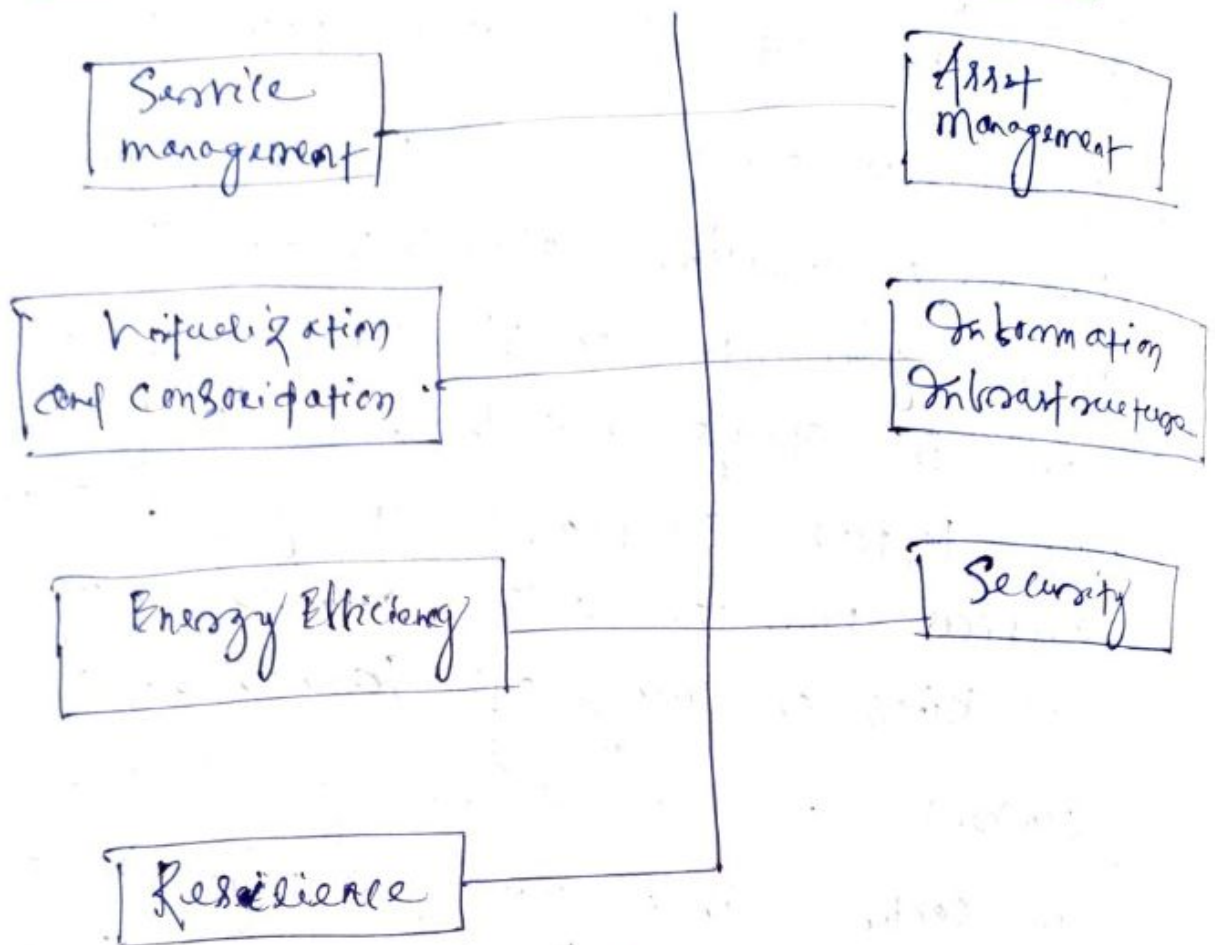 Service
management
Asset
Management
Virtualization
and Consolidation
Information
Infrastructure
Energy Efficiency
Security
Resilience